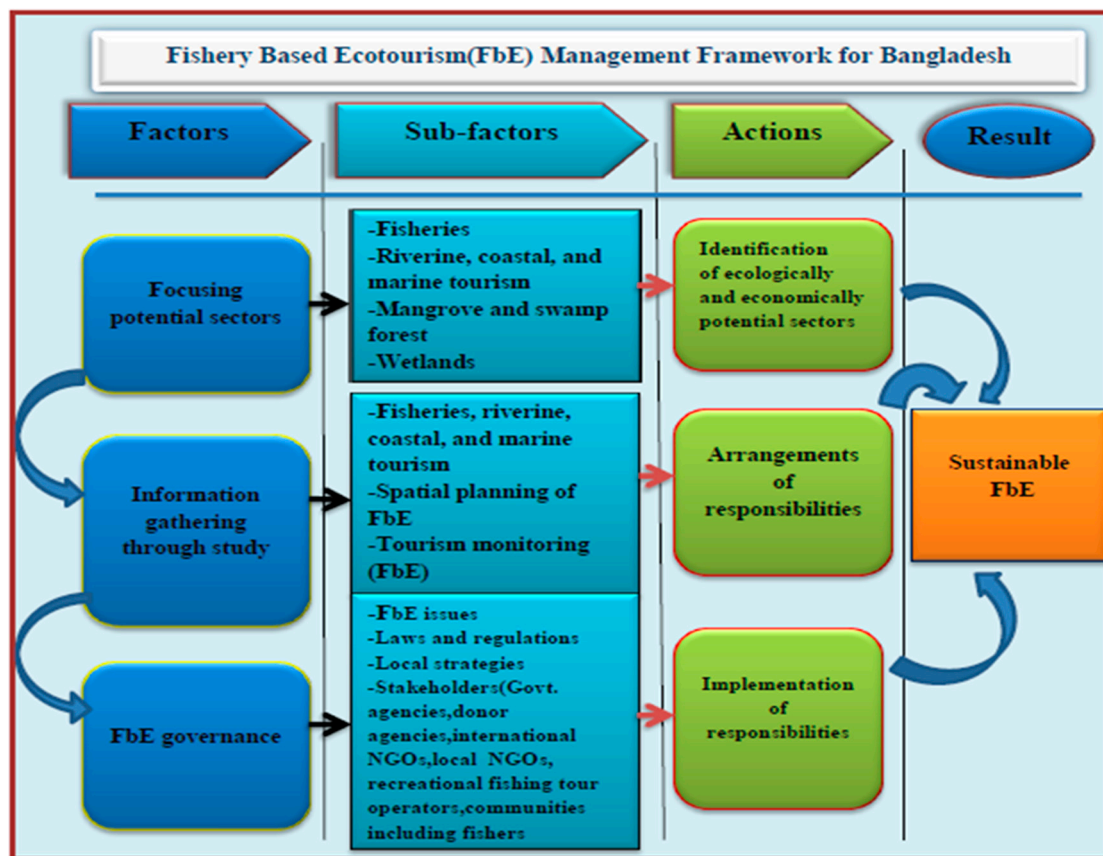 Fishery Based Ecotourism(FbE) Management Framework for Bangladesh
Factors
Sub-factors
Actions
Result
Focusing
potential sectors
-Fisheries
-Riverine, coastal, and
marine tourism
-Mangrove and swamp
forest
-Wetlands
Identification
of ecologically
and economically
potential sectors
Information
gathering
through study
-Fisheries, riverine,
coastal, and marine
tourism
-Spatial planning of
FbE
-Tourism monitoring
(FbE)
Arrangements
of
responsibilities
Sustainable
FbE
FbE governance
-FbE issues
-Laws and regulations
-Local strategies
-Stakeholders(Govt.
agencies,donor
agencies,international
NGOs,local NGOs,
recreational fishing tour
operators,communities
including fishers
Implementation
of
responsibilities